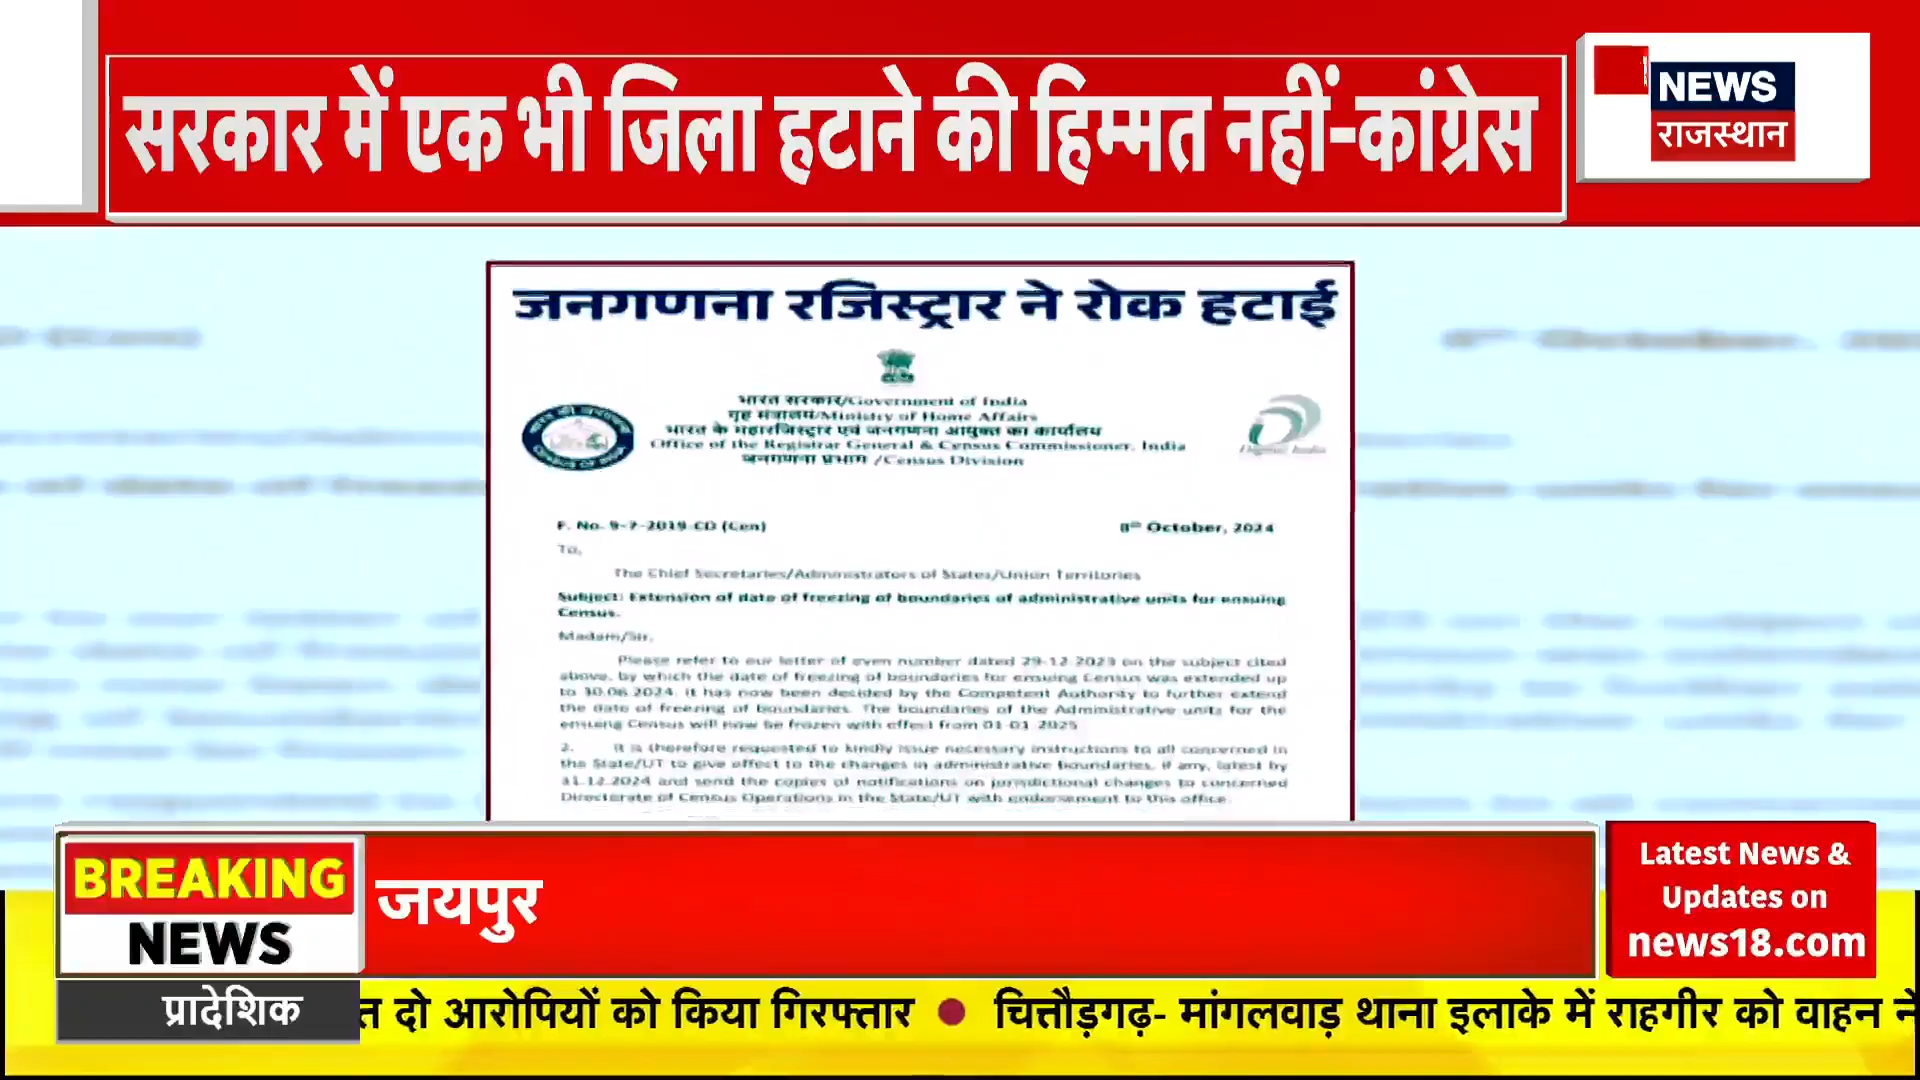 सरकार में एक भी जिला हटाने की हिम्मत नहीं-कांग्रेस
NEWS
राजस्थान
जनगणना रजिस्ट्रार ने रोक हटाई
भारत सरकार/Government of India
गृह मंत्रालय/Ministry of Home Affairs
भारत के महारजिस्ट्रार एवं जनगणना आयुक्त का कार्यालय
Office of the Registrar General & Census Commissioner, India
जनगणना प्रभाग /Census Division
Digital India
F. No. 9-7-2019-CD (Cen)
8th October, 2024
To,
The Chief Secretaries/Administrators of States/Union Territories
Subject: Extension of date of freezing of boundaries of administrative units for ensuing
Census.
Madam/Sir,
Please refer to our letter of even number dated 29-12-2023 on the subject cited
above, by which the date of freezing of boundaries for ensuing Census was extended up
to 30.06.2024. It has now been decided by the Competent Authority to further extend
the date of freezing of boundaries. The boundaries of the Administrative units for the
ensuing Census will now be frozen with effect from 01-01-2025
2. It is therefore requested to kindly issue necessary instructions to all concerned in
the State/UT to give effect to the changes in administrative boundaries, if any, latest by
31.12.2024 and send the copies of notifications on jurisdictional changes to concerned
Directorate of Census Operations in the State/UT with endorsement to this office.
BREAKING
NEWS
जयपुर
Latest News &
Updates on
news18.com
प्रादेशिक
त दो आरोपियों को किया गिरफ्तार ● चित्तौड़गढ़- मांगलवाड़ थाना इलाके में राहगीर को वाहन ने